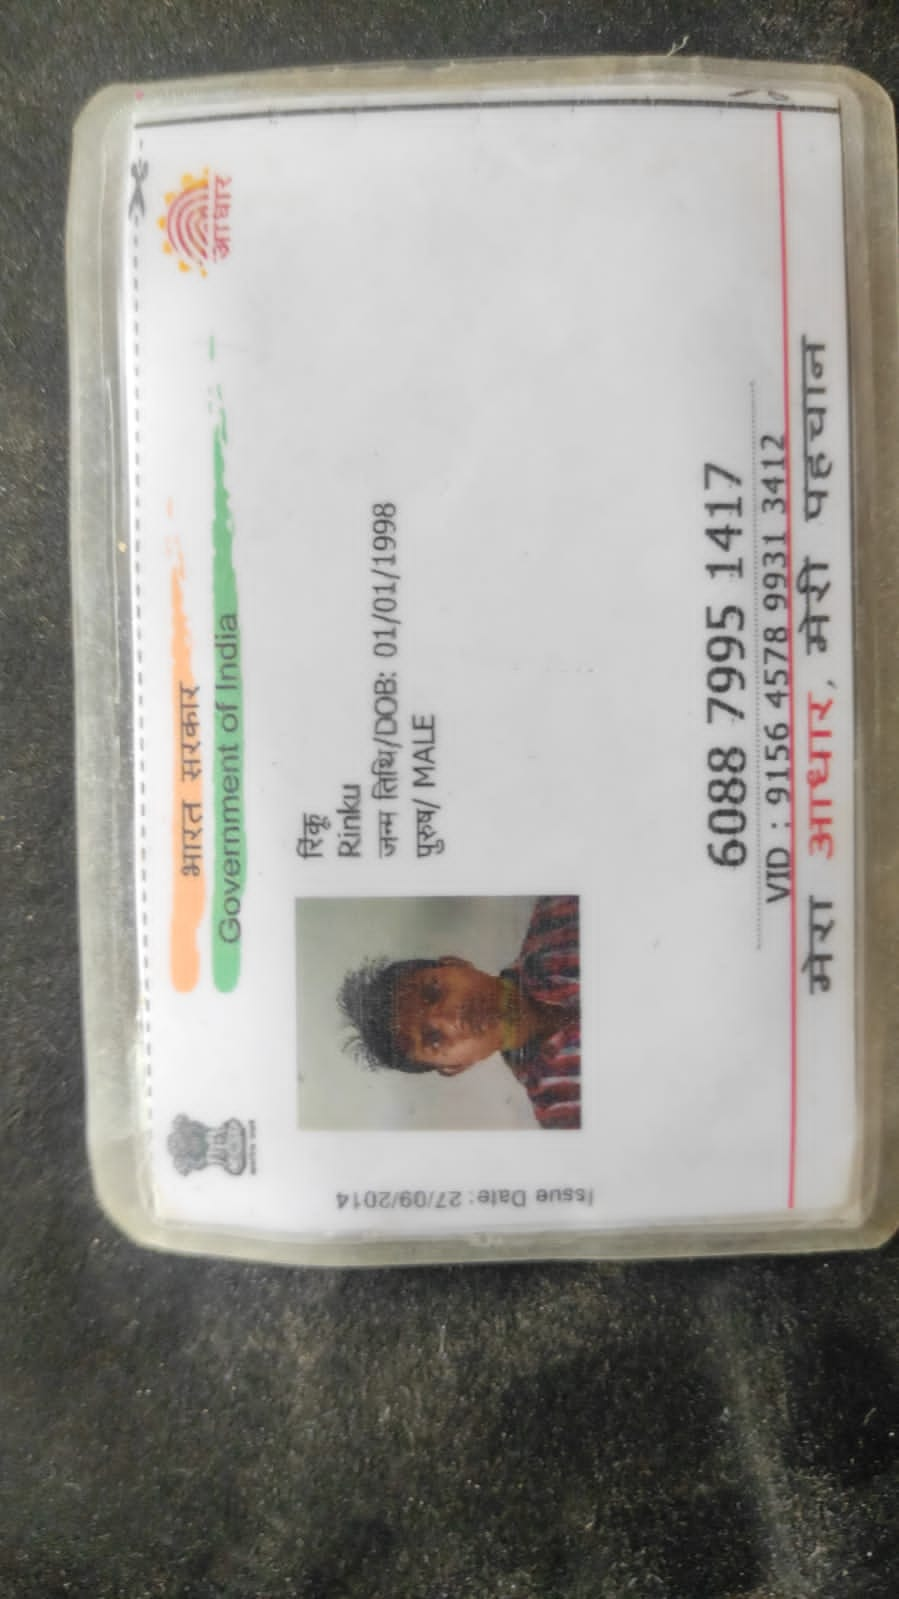 भारत सरकार
Government of India
आधार
रिंकू
Rinku
जन्म तिथि/DOB: 01/01/1998
पुरुष/ MALE
Issue Date: 27/09/2014
6088 7995 1417
VID : 9156 4578 9931 3412
मेरा आधार, मेरी पहचान